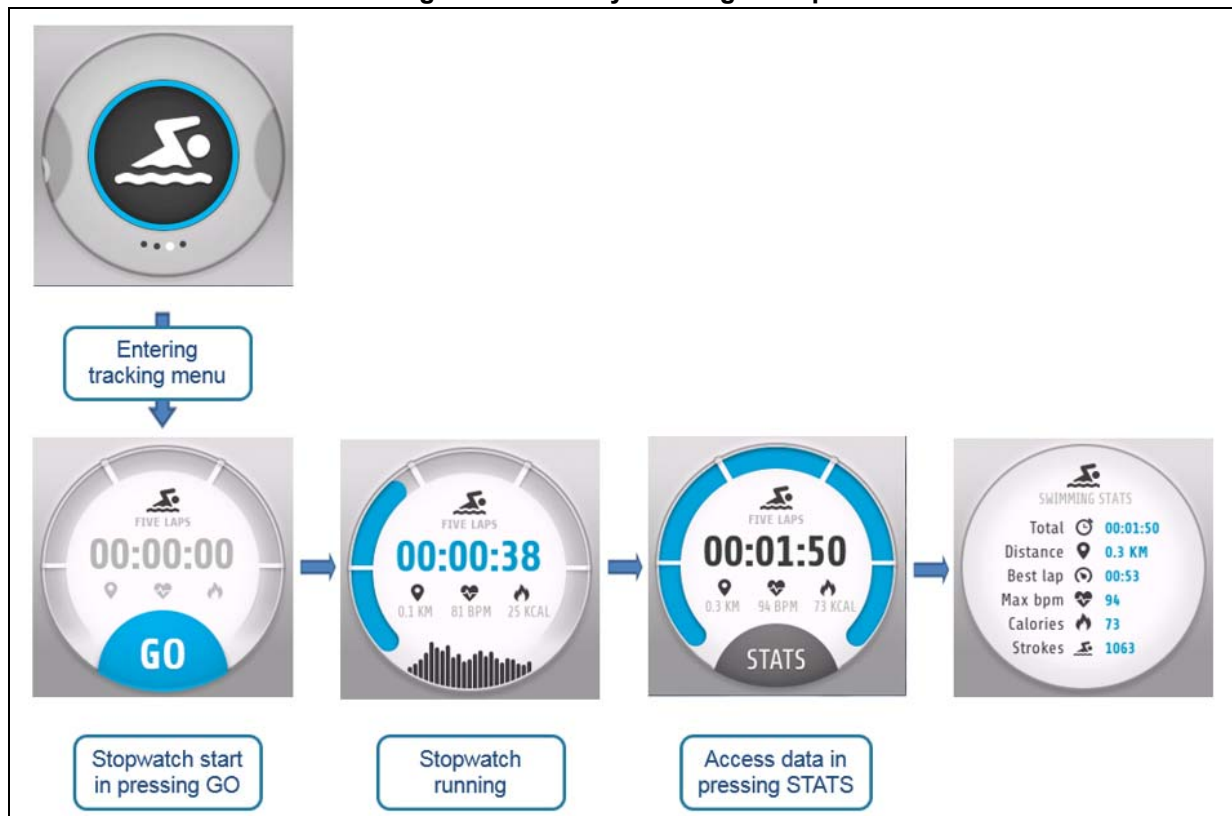 Entering
tracking menu
FIVE LAPS
00:00:00
GO
FIVE LAPS
00:00:38
0.1 KM 81 BPM 25 KCAL
FIVE LAPS
00:01:50
0.3 KM 94 BPM 73 KCAL
STATS
SWIMMING STATS
Total 00:01:50
Distance 0.3 KM
Best lap 00:53
Max bpm 94
Calories 73
Strokes 1063
Stopwatch start
in pressing GO
Stopwatch
running
Access data in
pressing STATS